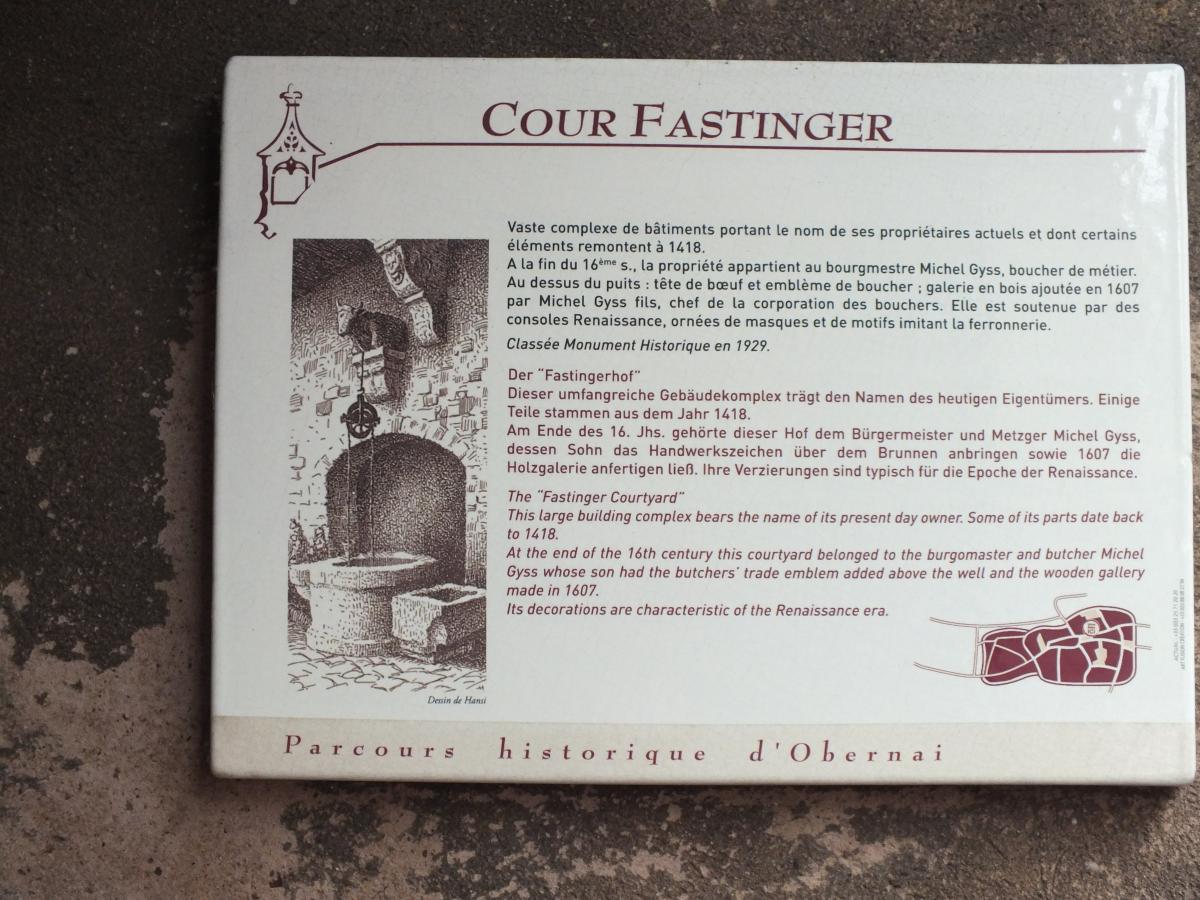 COUR FASTINGER
Vaste complexe de bâtiments portant le nom de ses propriétaires actuels et dont certains
éléments remontent à 1418.
A la fin du 16ème s., la propriété appartient au bourgmestre Michel Gyss, boucher de métier.
Au dessus du puits : tête de bœuf et emblème de boucher ; galerie en bois ajoutée en 1607
par Michel Gyss fils, chef de la corporation des bouchers. Elle est soutenue par des
consoles Renaissance, ornées de masques et de motifs imitant la ferronnerie.
Classée Monument Historique en 1929.
Der "Fastingerhof"
Dieser umfangreiche Gebäudekomplex trägt den Namen des heutigen Eigentümers. Einige
Teile stammen aus dem Jahr 1418.
Am Ende des 16. Jhs. gehörte dieser Hof dem Bürgermeister und Metzger Michel Gyss,
dessen Sohn das Handwerkszeichen über dem Brunnen anbringen sowie 1607 die
Holzgalerie anfertigen ließ. Ihre Verzierungen sind typisch für die Epoche der Renaissance.
The "Fastinger Courtyard"
This large building complex bears the name of its present day owner. Some of its parts date back
to 1418.
At the end of the 16th century this courtyard belonged to the burgomaster and butcher Michel
Gyss whose son had the butchers' trade emblem added above the well and the wooden gallery
made in 1607.
Its decorations are characteristic of the Renaissance era.
Dessin de Hansi
Parcours historique d'Obernai